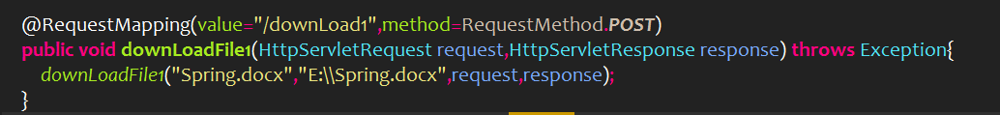 @RequestMapping(value="/downLoad1",method=RequestMethod.POST)
public void downLoadFile1(HttpServletRequest request,HttpServletResponse response) throws Exception{
downLoadFile1("Spring.docx","E:\\Spring.docx",request,response);
}